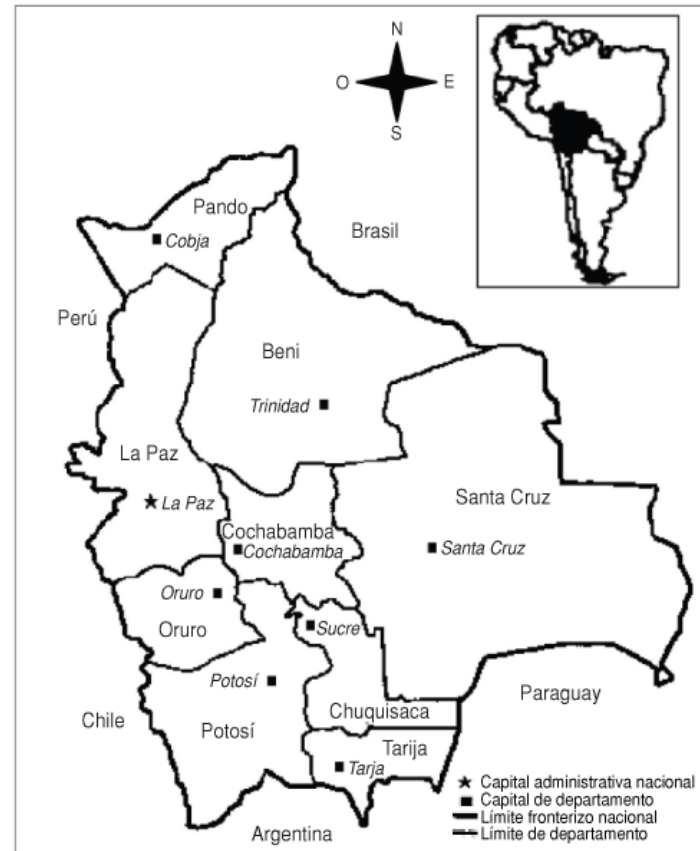 N
O E
S
Pando
Cobja
Brasil
Perú
Beni
Trinidad
La Paz
La Paz
Santa Cruz
Cochabamba
Cochabamba
Santa Cruz
Oruro
Oruro
Sucre
Potosí
Paraguay
Chuquisaca
Chile
Potosí
Tarija
Tarja
Capital administrativa nacional
Capital de departamento
Límite fronterizo nacional
Límite de departamento
Argentina